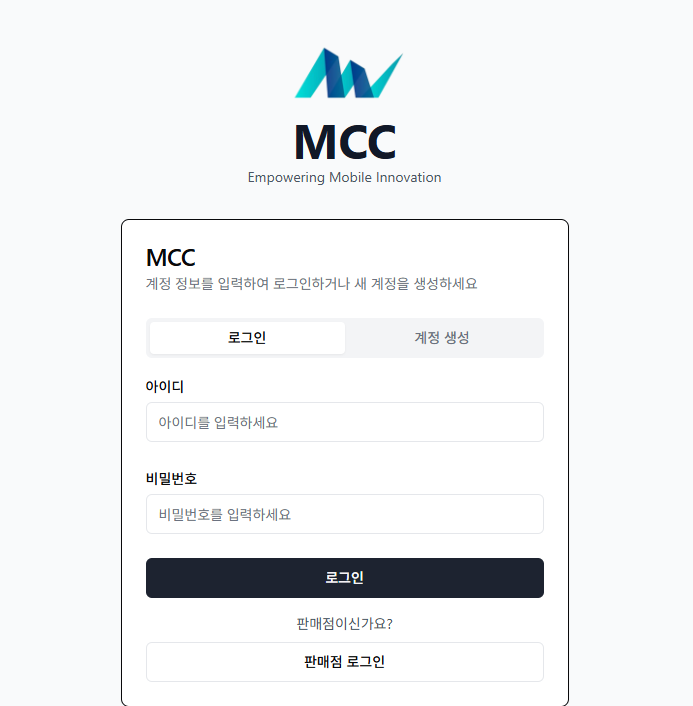 MCC
Empowering Mobile Innovation
MCC
계정 정보를 입력하여 로그인하거나 새 계정을 생성하세요
로그인
계정 생성
아이디
아이디를 입력하세요
비밀번호
비밀번호를 입력하세요
로그인
판매점이신가요?
판매점 로그인